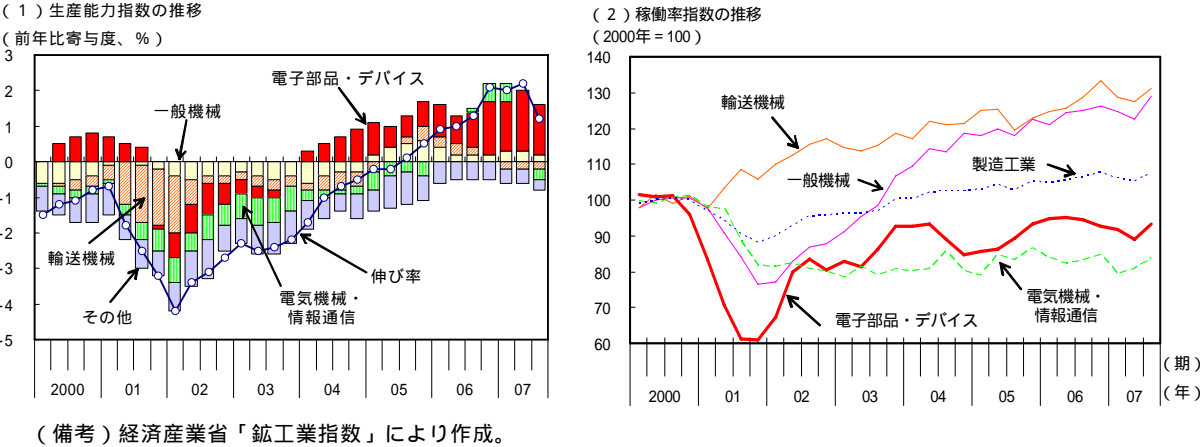 （１）生産能力指数の推移
（前年比寄与度、％）
3
2
1
0
-1
-2
-3
-4
-5
電子部品・デバイス
一般機械
輸送機械
その他
伸び率
電気機械・
情報通信
2000 01 02 03 04 05 06 07
（２）稼働率指数の推移
（2000年＝100）
140
130
120
110
100
90
80
70
60
輸送機械
一般機械
製造工業
電気機械・
情報通信
電子部品・デバイス
2000 01 02 03 04 05 06 07
（期）
（年）
（備考）経済産業省「鉱工業指数」により作成。